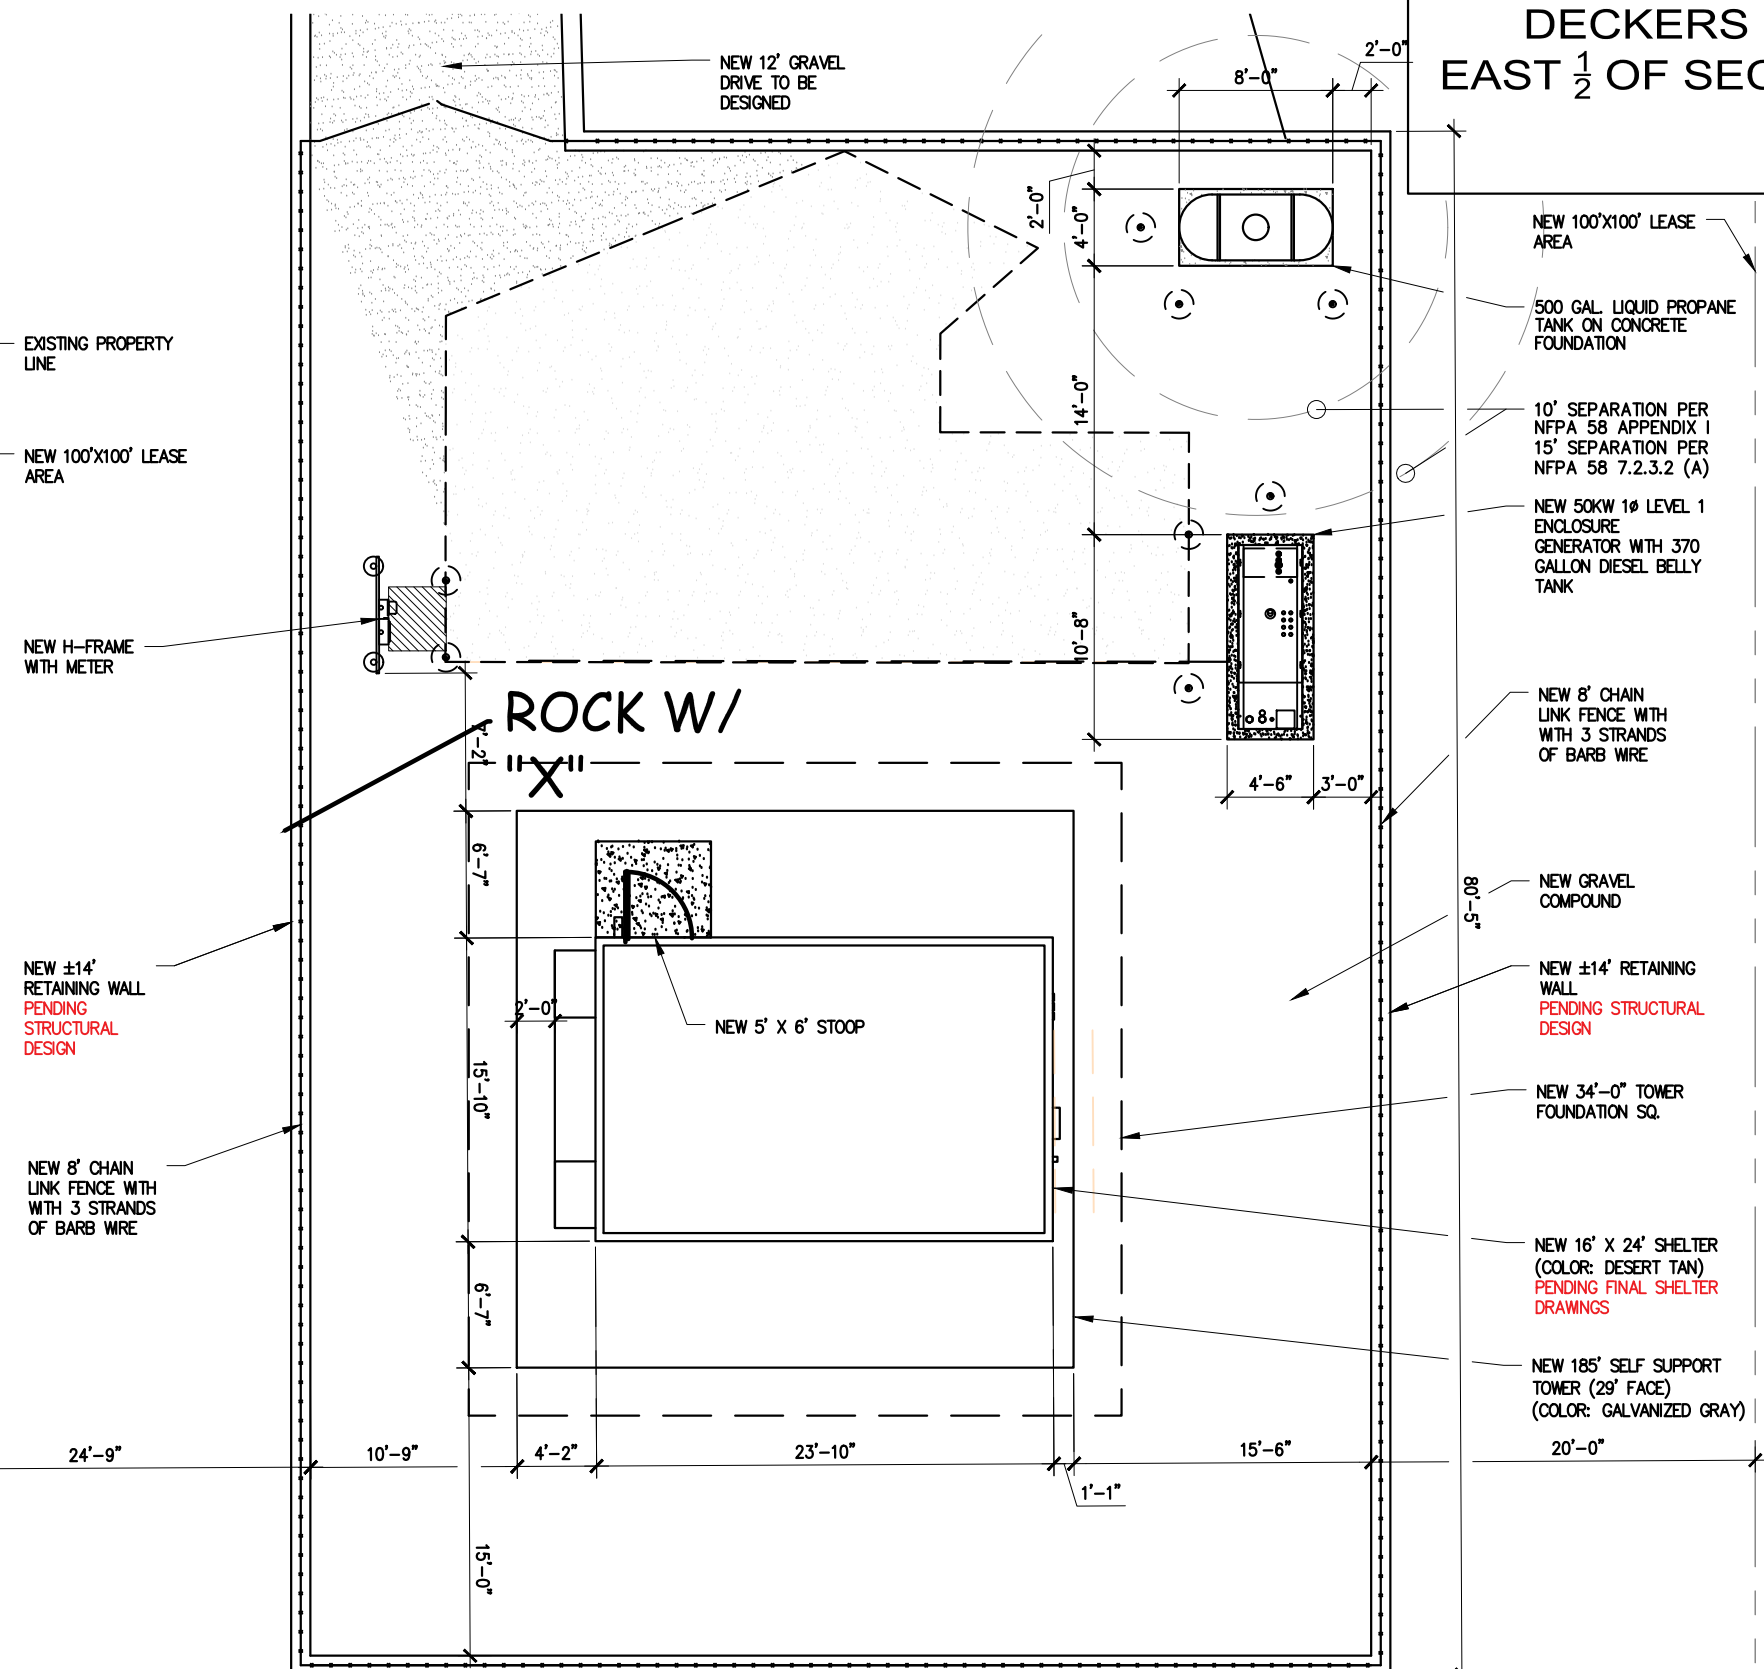 DECKERS
EAST 1/2 OF SEC
NEW 12' GRAVEL
DRIVE TO BE
DESIGNED
2'-0"
8'-0"
2'-0"
4'-0"
14'-0"
10'-8"
NEW 100'X100' LEASE
AREA
500 GAL. LIQUID PROPANE
TANK ON CONCRETE
FOUNDATION
10' SEPARATION PER
NFPA 58 APPENDIX I
15' SEPARATION PER
NFPA 58 7.2.3.2 (A)
NEW 50KW 1ø LEVEL 1
ENCLOSURE
GENERATOR WITH 370
GALLON DIESEL BELLY
TANK
EXISTING PROPERTY
LINE
NEW 100'X100' LEASE
AREA
NEW H-FRAME
WITH METER
ROCK W/
"X"
7'-2"
4'-6"
3'-0"
NEW 8' CHAIN
LINK FENCE WITH
WITH 3 STRANDS
OF BARB WIRE
6'-7"
80'-5"
NEW GRAVEL
COMPOUND
NEW ±14'
RETAINING WALL
PENDING
STRUCTURAL
DESIGN
2'-0"
NEW 5' X 6' STOOP
15'-10"
NEW ±14' RETAINING
WALL
PENDING STRUCTURAL
DESIGN
NEW 34'-0" TOWER
FOUNDATION SQ.
NEW 8' CHAIN
LINK FENCE WITH
WITH 3 STRANDS
OF BARB WIRE
6'-7"
NEW 16' X 24' SHELTER
(COLOR: DESERT TAN)
PENDING FINAL SHELTER
DRAWINGS
NEW 185' SELF SUPPORT
TOWER (29' FACE)
(COLOR: GALVANIZED GRAY)
24'-9"
10'-9"
4'-2"
23'-10"
1'-1"
15'-6"
20'-0"
15'-0"